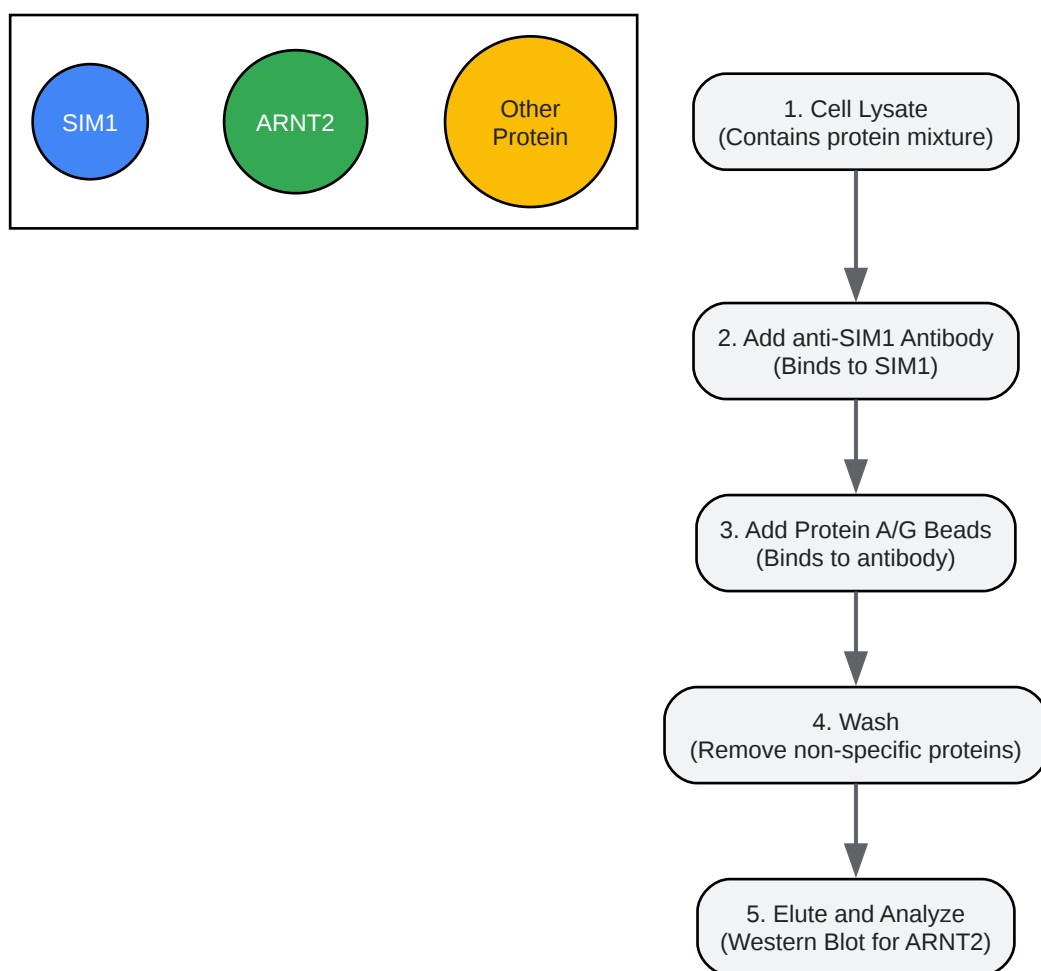 SIM1
ARNT2
Other
Protein
1. Cell Lysate
(Contains protein mixture)
2. Add anti-SIM1 Antibody
(Binds to SIM1)
3. Add Protein A/G Beads
(Binds to antibody)
4. Wash
(Remove non-specific proteins)
5. Elute and Analyze
(Western Blot for ARNT2)